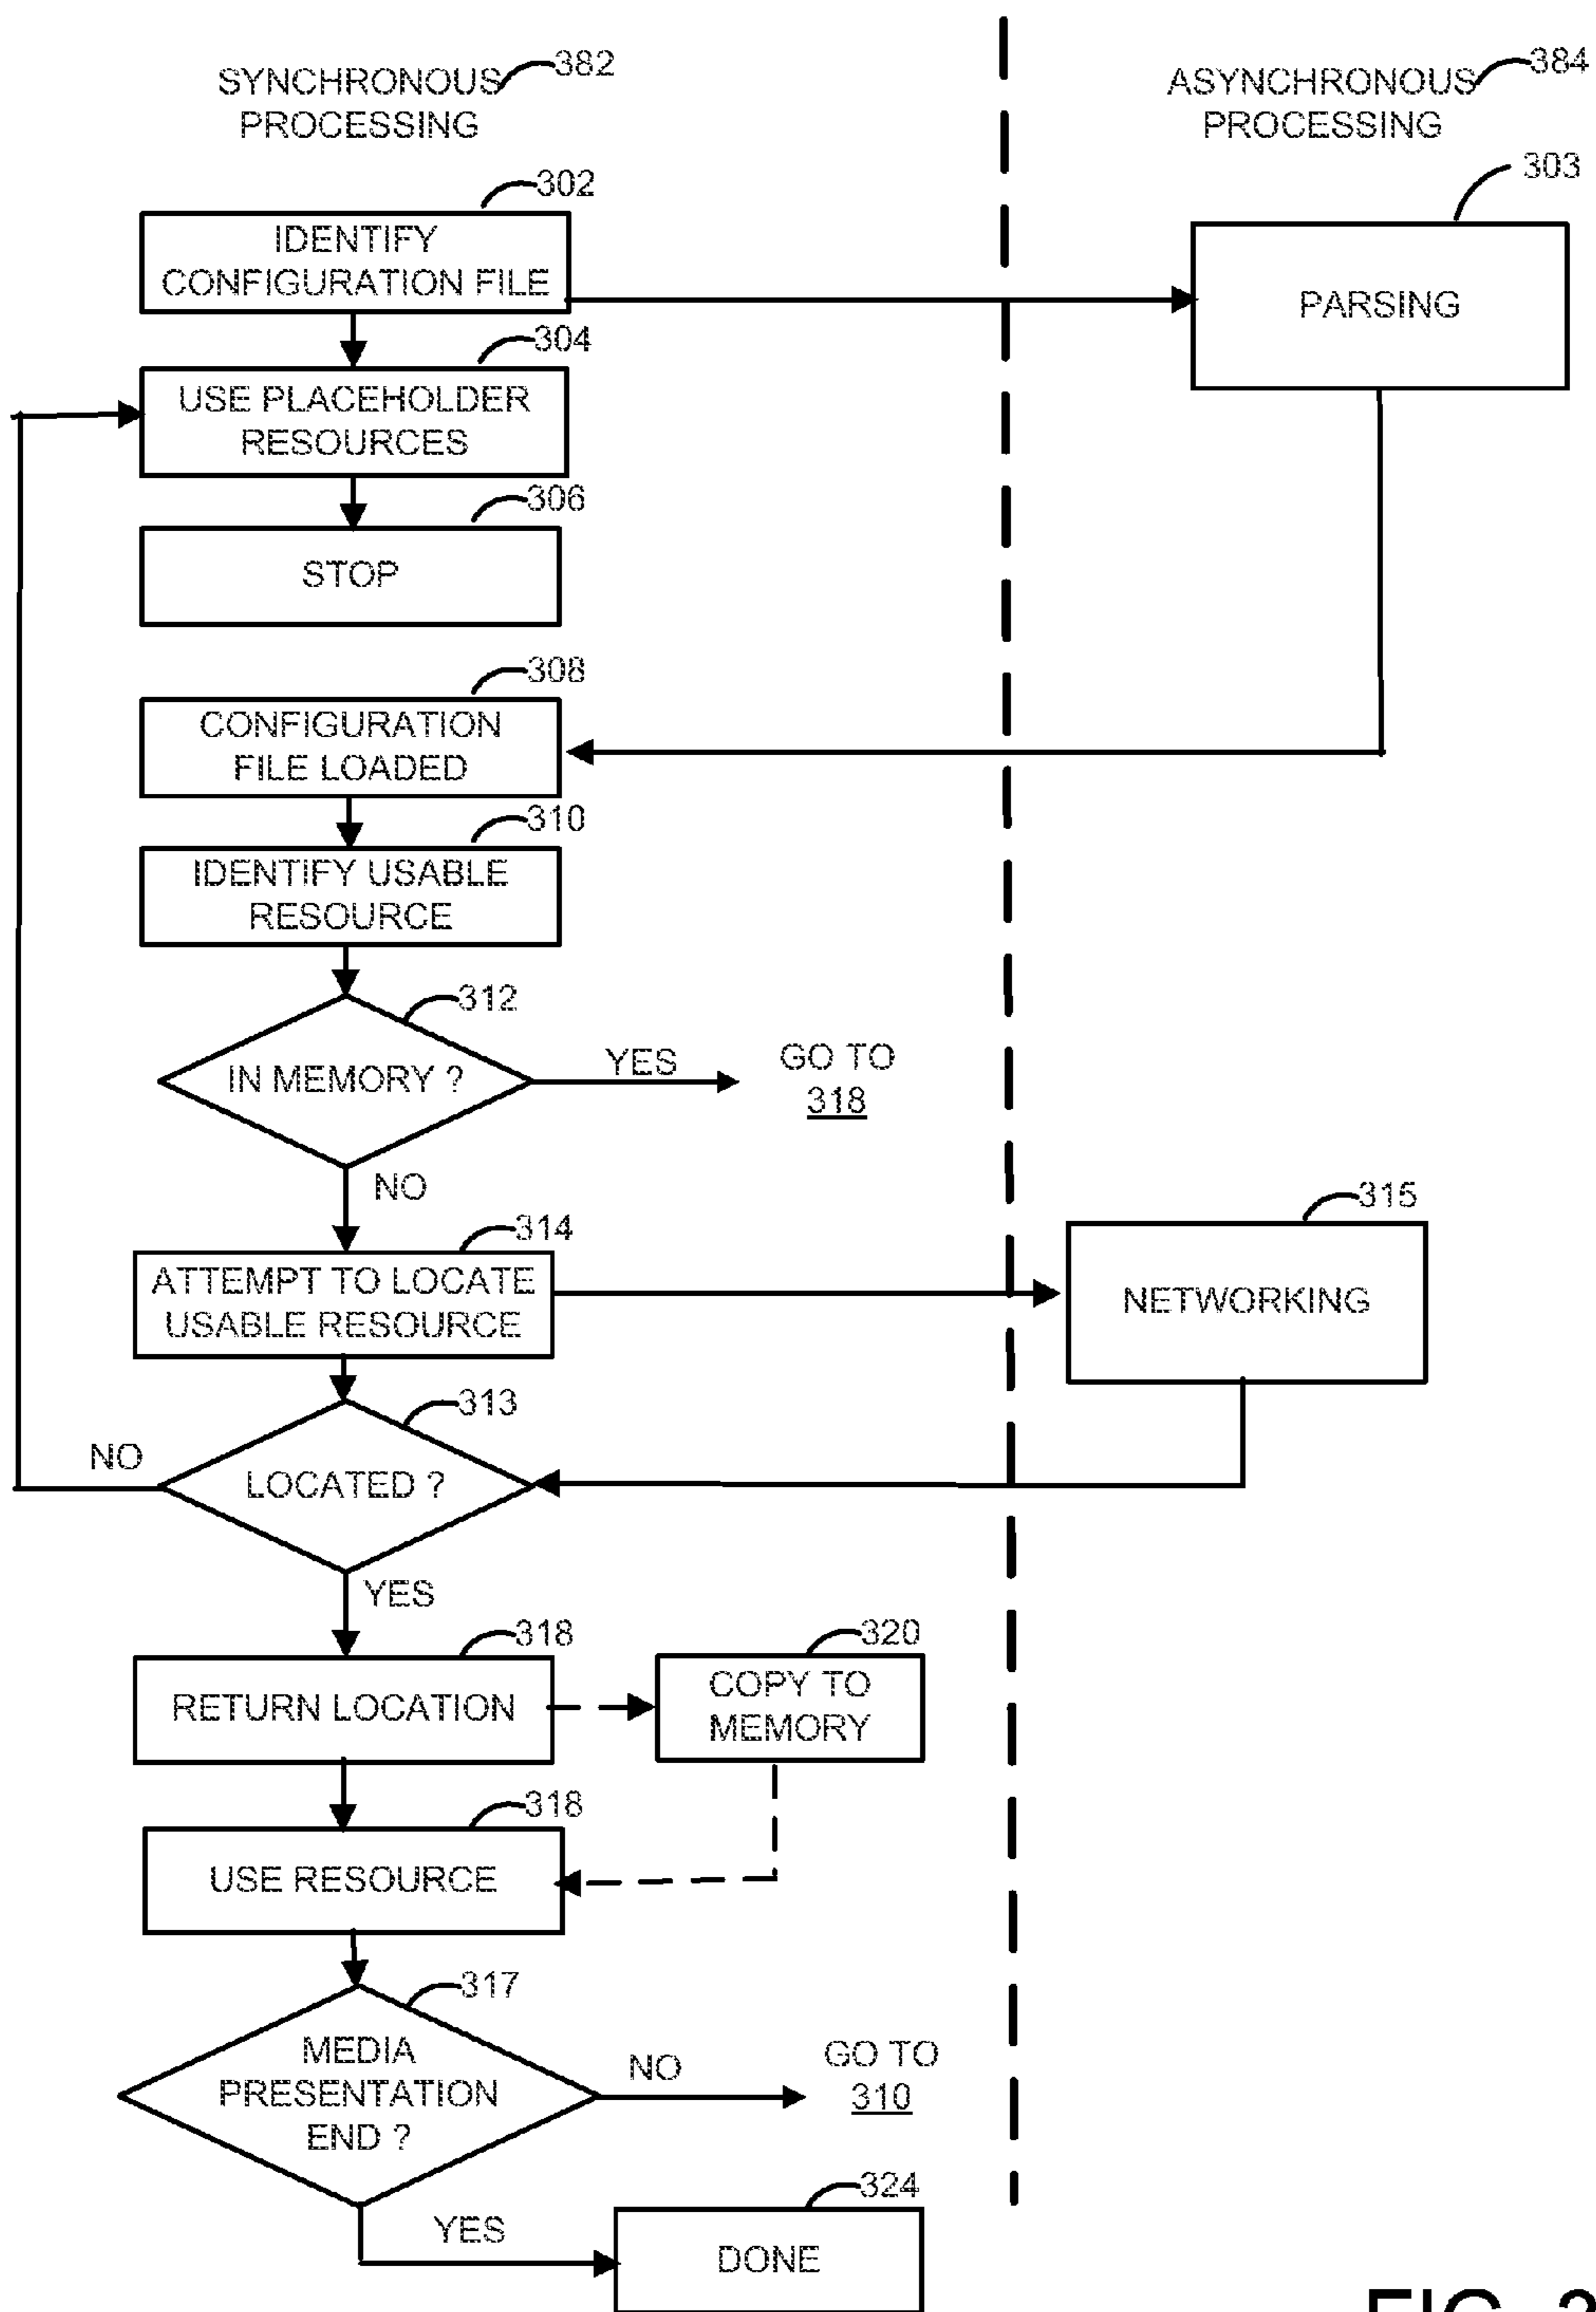 SYNCHRONOUS
PROCESSING
382
ASYNCHRONOUS
PROCESSING
384
302
IDENTIFY
CONFIGURATION FILE
303
PARSING
304
USE PLACEHOLDER
RESOURCES
306
STOP
308
CONFIGURATION
FILE LOADED
310
IDENTIFY USABLE
RESOURCE
312
IN MEMORY ?
YES
GO TO
318
NO
314
ATTEMPT TO LOCATE
USABLE RESOURCE
315
NETWORKING
313
LOCATED ?
NO
YES
318
RETURN LOCATION
320
COPY TO
MEMORY
318
USE RESOURCE
317
MEDIA
PRESENTATION
END ?
NO
GO TO
310
YES
324
DONE
FIG. 3